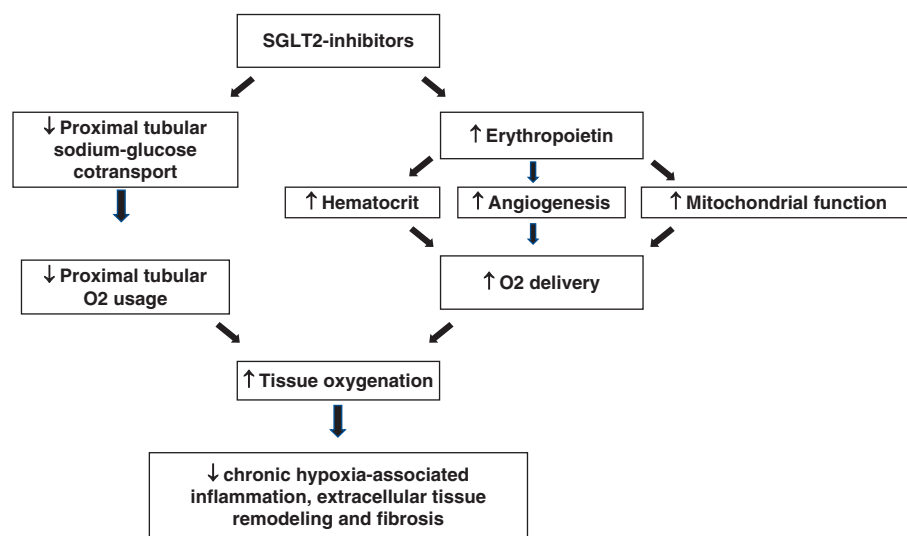 SGLT2-inhibitors
↓ Proximal tubular
sodium-glucose
cotransport
↑ Erythropoietin
↑ Hematocrit
↑ Angiogenesis
↑ Mitochondrial function
↓ Proximal tubular
O2 usage
↑ O2 delivery
↑ Tissue oxygenation
↓ chronic hypoxia-associated
inflammation, extracellular tissue
remodeling and fibrosis